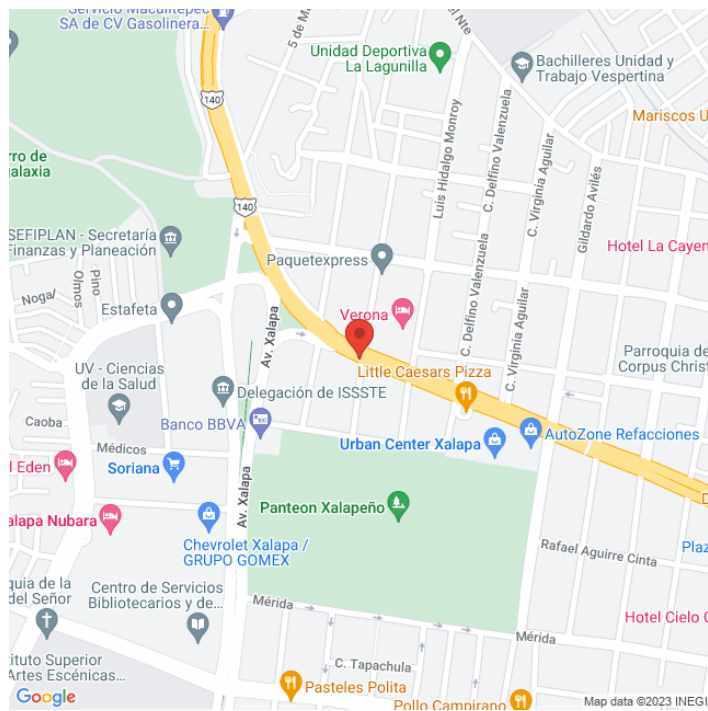 Servicio Macuiltepec
SA de CV Gasolinera...
5 de M
l Nte
Unidad Deportiva
La Lagunilla
Bachilleres Unidad y
Trabajo Vespertina
Mariscos U
140
Luis Hidalgo Monroy
C. Delfino Valenzuela
C. Virginia Aguilar
Gildardo Avilés
rro de
galaxia
140
SEFIPLAN - Secretaría
Finanzas y Planeación
Hotel La Cayen
Paquetexpress
Noga
Olmos
Pino
Estafeta
Av. Xalapa
Verona
C. Delfino Valenzuela
C. Virginia Aguilar
Parroquia de
Corpus Christ
UV - Ciencias
de la Salud
Little Caesars Pizza
Delegación de ISSSTE
Caoba
Banco BBVA
Médicos
Urban Center Xalapa
AutoZone Refacciones
l Eden
Soriana
Av. Xalapa
Panteon Xalapeño
alapa Nubara
D
Chevrolet Xalapa /
GRUPO GOMEX
Rafael Aguirre Cinta
Plaz
quia de la
del Señor
Centro de Servicios
Bibliotecarios y de...
Mérida
Mérida
Hotel Cielo C
tituto Superior
Artes Escénicas...
C. Tapachula
Pasteles Polita
Pollo Campirano
Google
Map data ©2023 INEGI